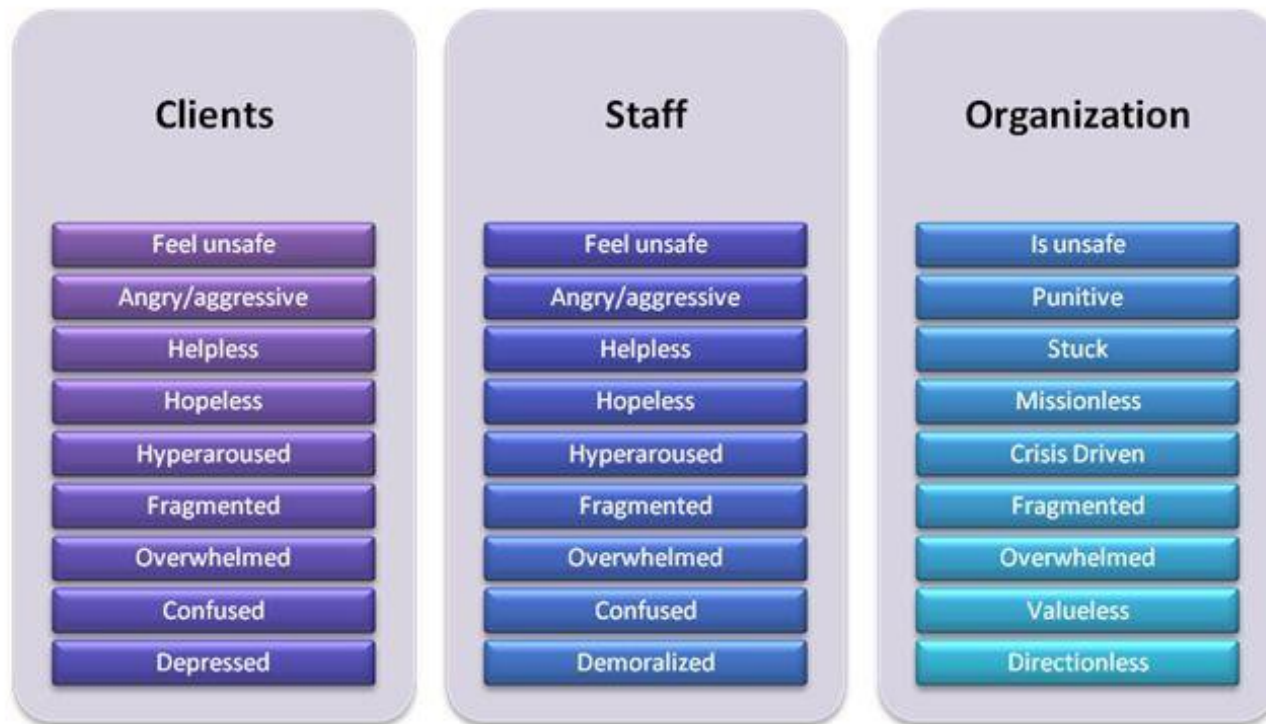 Clients
Feel unsafe
Angry/aggressive
Helpless
Hopeless
Hyperaroused
Fragmented
Overwhelmed
Confused
Depressed
Staff
Feel unsafe
Angry/aggressive
Helpless
Hopeless
Hyperaroused
Fragmented
Overwhelmed
Confused
Demoralized
Organization
Is unsafe
Punitive
Stuck
Missionless
Crisis Driven
Fragmented
Overwhelmed
Valueless
Directionless